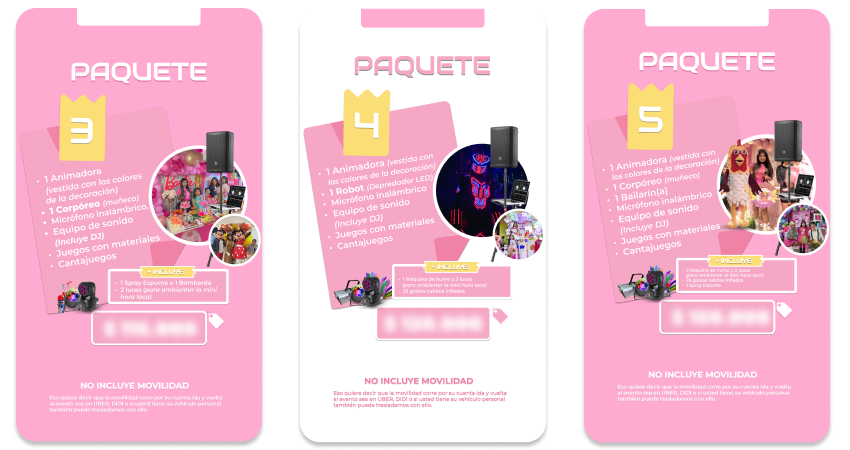 PAQUETE
3
• 1 Animadora
(vestida con los colores
de la decoración)
• 1 Corpóreo (muñeco)
• Micrófono inalámbrico
• Equipo de sonido
(Incluye DJ)
• Juegos con materiales
• Cantajuegos
+ INCLUYE
• 1 Spray Espuma o 1 Bombarda
• 2 luces (para ambientar la mini
hora loca)
NO INCLUYE MOVILIDAD
Eso quiere decir que la movilidad corre por su cuenta ida y vuelta
al evento sea en UBER, DIDI o si usted tiene su vehículo personal
también puede trasladarnos con ello.
PAQUETE
4
• 1 Animadora (vestida con
los colores de la decoración)
• 1 Robot (Depredador LED)
• Micrófono inalámbrico
• Equipo de sonido
(Incluye DJ)
• Juegos con materiales
• Cantajuegos
+ INCLUYE
• 1 Máquina de humo y 2 luces
(para ambientar la mini hora loca)
• 25 globos tubitos inflados
NO INCLUYE MOVILIDAD
Eso quiere decir que la movilidad corre por su cuenta ida y vuelta
al evento sea en UBER, DIDI o si usted tiene su vehículo personal
también puede trasladarnos con ello.
PAQUETE
5
• 1 Animadora (vestida con
los colores de la decoración)
• 1 Corpóreo (muñeco)
• 1 Bailarin(a)
• Micrófono inalámbrico
• Equipo de sonido
(Incluye DJ)
• Juegos con materiales
• Cantajuegos
+ INCLUYE
• 1 Máquina de humo y 2 luces
(para ambientar la mini hora loca)
• 25 globos tubitos inflados
• 1 Spray Espuma
NO INCLUYE MOVILIDAD
Eso quiere decir que la movilidad corre por su cuenta ida y vuelta
al evento sea en UBER, DIDI o si usted tiene su vehículo personal
también puede trasladarnos con ello.